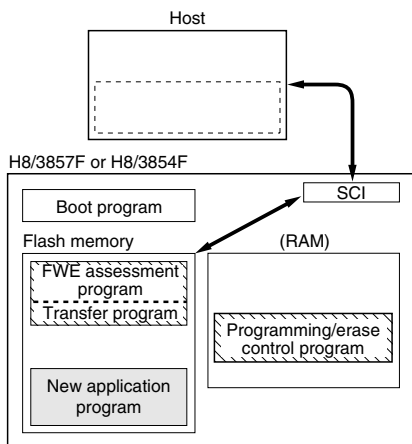 Host
H8/3857F or H8/3854F
SCI
Boot program
Flash memory
(RAM)
FWE assessment
program
Transfer program
Programming/erase
control program
New application
program